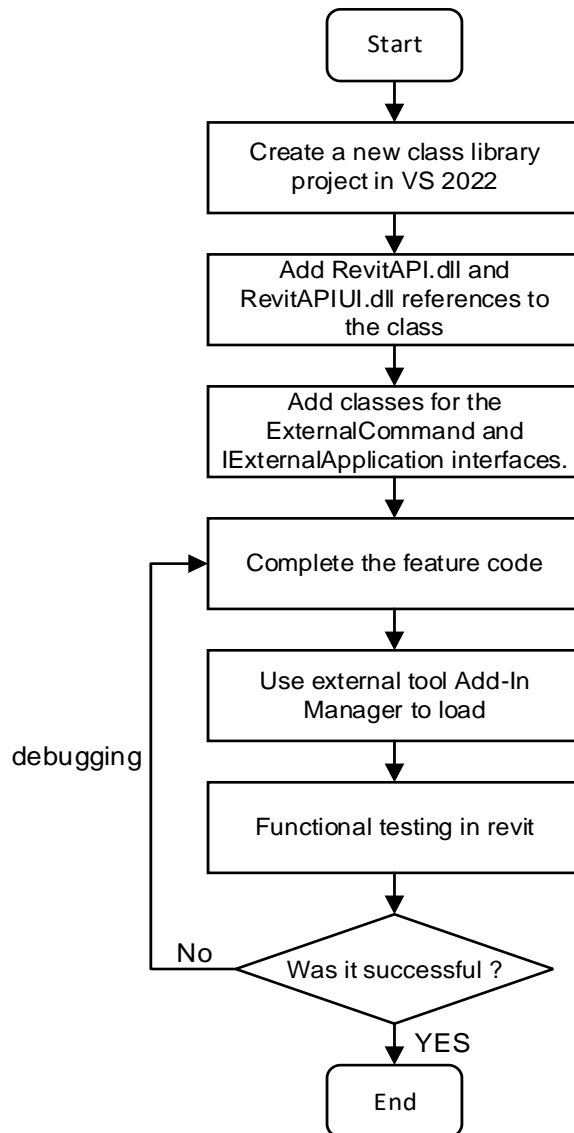 Start
Create a new class library
project in VS 2022
Add RevitAPI.dll and
RevitAPIUI.dll references to
the class
Add classes for the
ExternalCommand and
IExternalApplication interfaces.
Complete the feature code
Use external tool Add-In
Manager to load
debugging
Functional testing in revit
No
Was it successful ?
YES
End